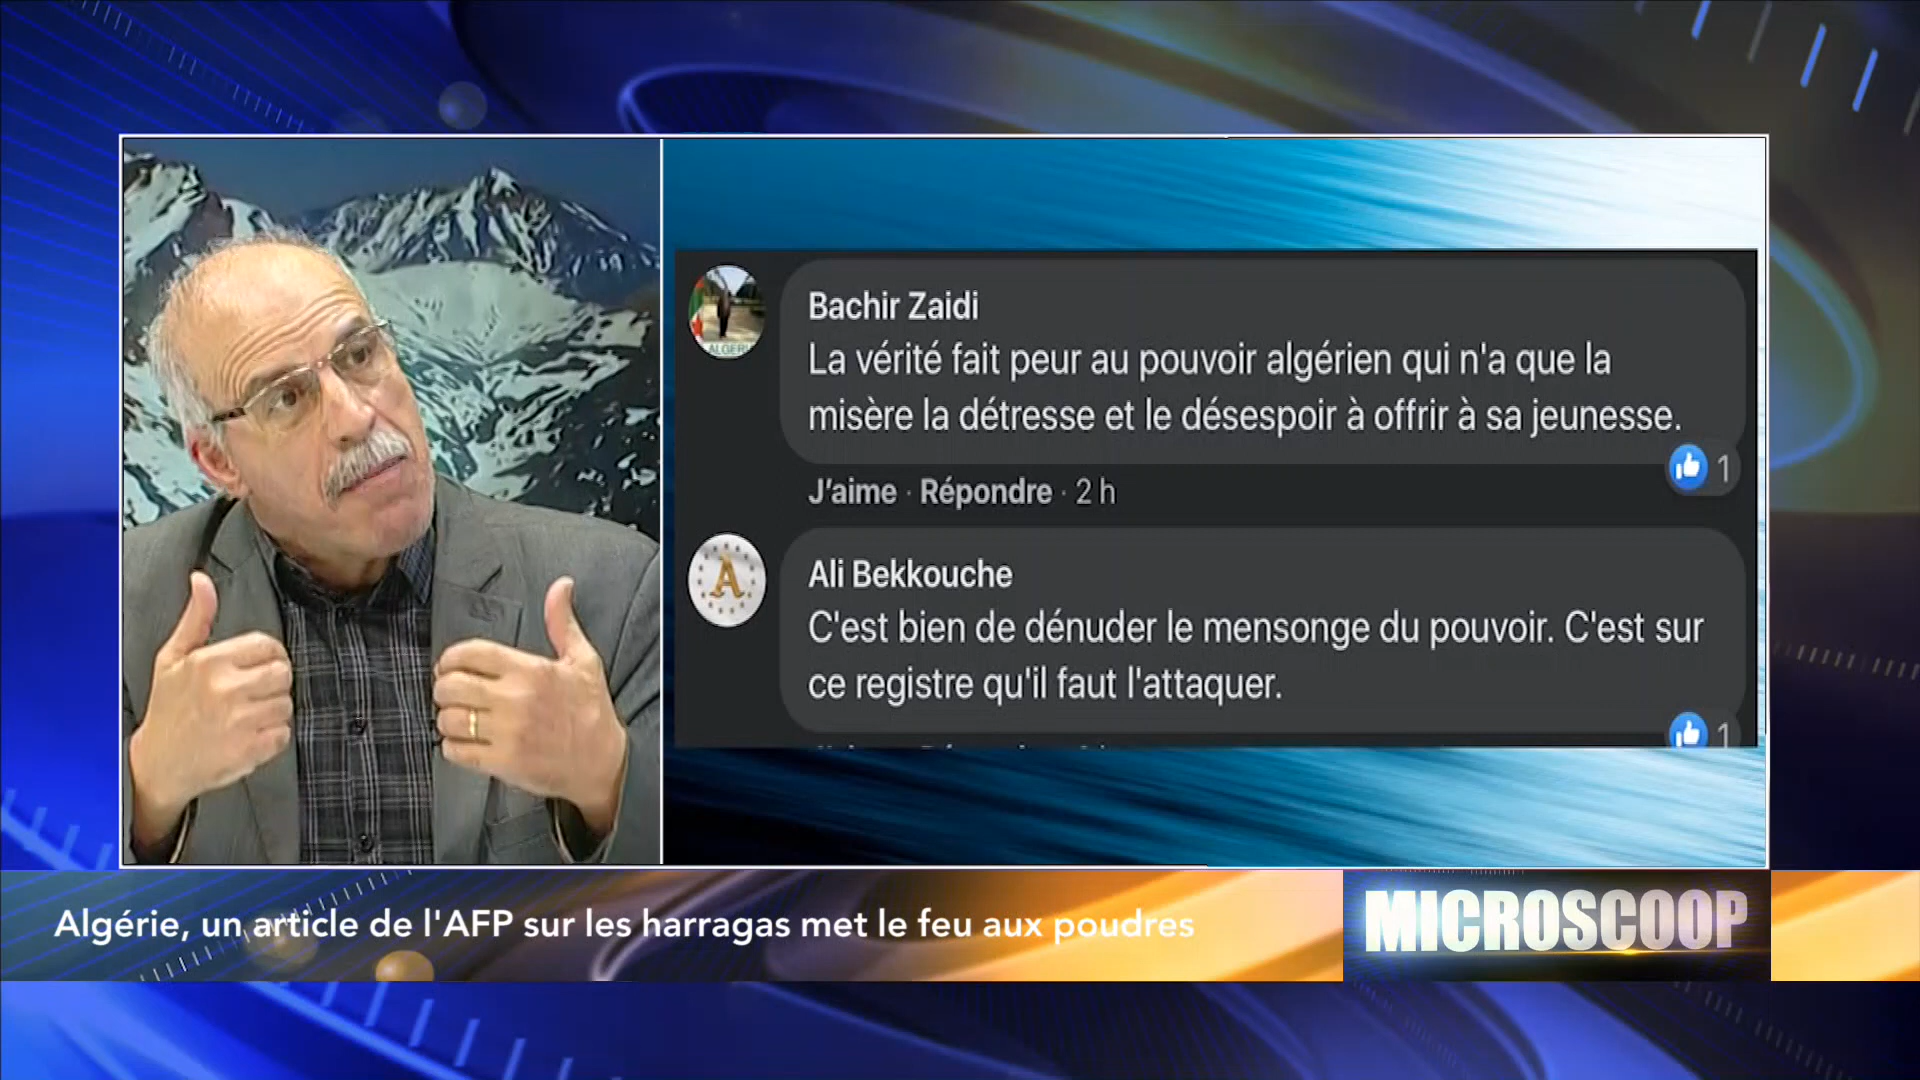 Bachir Zaidi
La vérité fait peur au pouvoir algérien qui n'a que la
misère la détresse et le désespoir à offrir à sa jeunesse.
1
J'aime · Répondre · 2 h
A
Ali Bekkouche
C'est bien de dénuder le mensonge du pouvoir. C'est sur
ce registre qu'il faut l'attaquer.
1
Algérie, un article de l'AFP sur les harragas met le feu aux poudres
MICROSCOOP